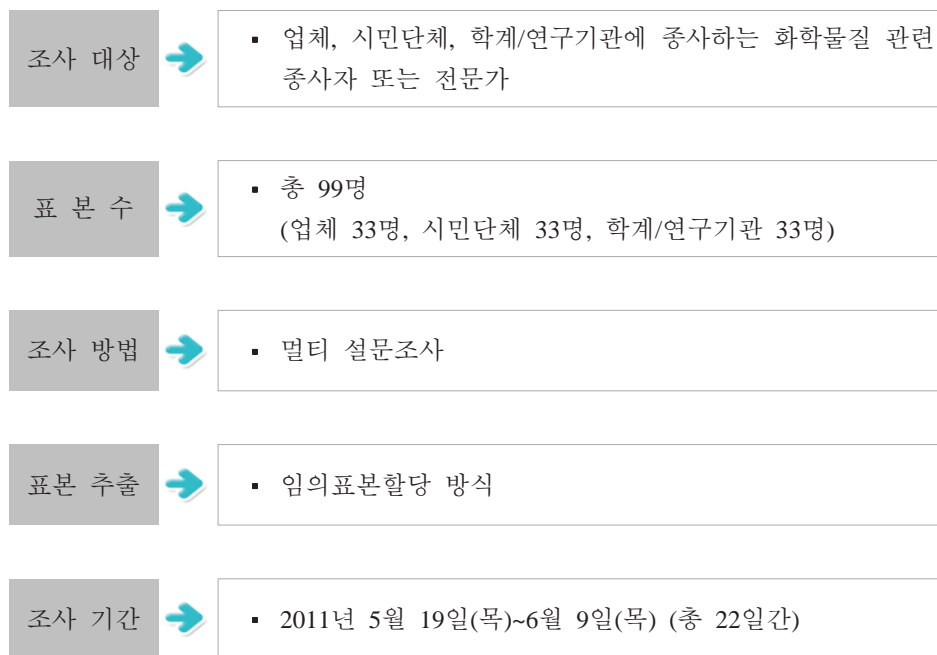 조사 대상
▪ 업체, 시민단체, 학계/연구기관에 종사하는 화학물질 관련
종사자 또는 전문가
표 본 수
▪ 총 99명
(업체 33명, 시민단체 33명, 학계/연구기관 33명)
조사 방법
▪ 멀티 설문조사
표본 추출
▪ 임의표본할당 방식
조사 기간
▪ 2011년 5월 19일(목)~6월 9일(목) (총 22일간)